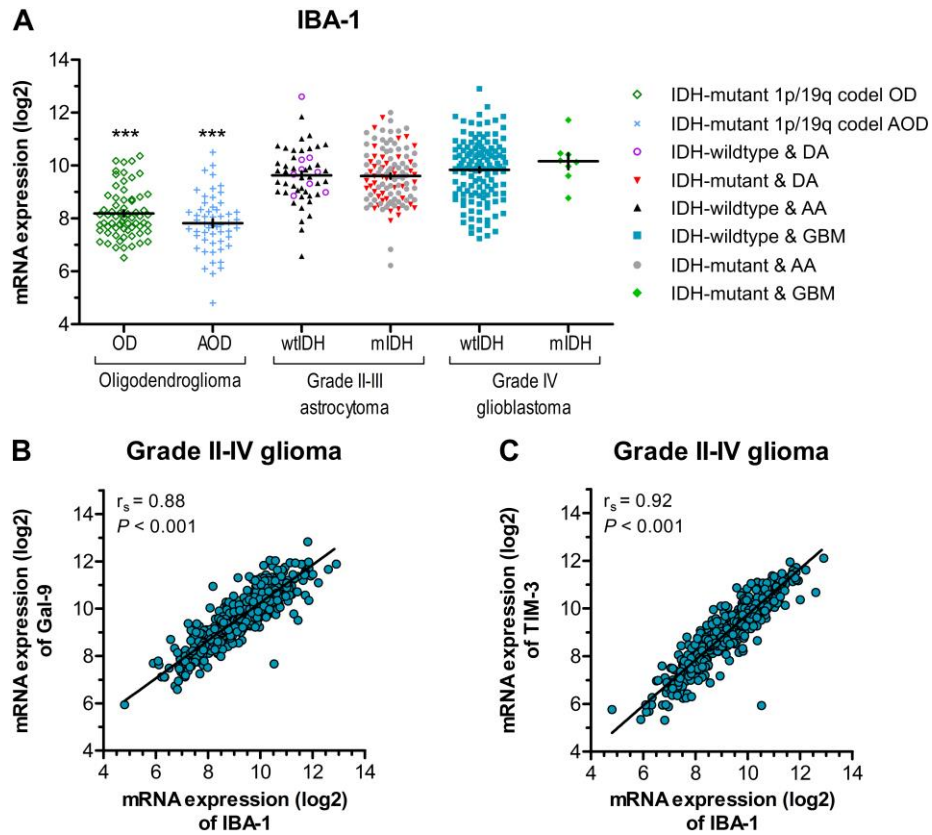 A
IBA-1
mRNA expression (log2)
14
12
10
8
6
4
***
***
OD
AOD
wtIDH
mIDH
wtIDH
mIDH
Oligodendroglioma
Grade II-III
astrocytoma
Grade IV
glioblastoma
IDH-mutant 1p/19q codel OD
IDH-mutant 1p/19q codel AOD
IDH-wildtype & DA
IDH-mutant & DA
IDH-wildtype & AA
IDH-wildtype & GBM
IDH-mutant & AA
IDH-mutant & GBM
B
Grade II-IV glioma
rs = 0.88
P < 0.001
mRNA expression (log2)
of Gal-9
14
12
10
8
6
4
4 6 8 10 12 14
mRNA expression (log2)
of IBA-1
C
Grade II-IV glioma
rs = 0.92
P < 0.001
mRNA expression (log2)
of TIM-3
14
12
10
8
6
4
4 6 8 10 12 14
mRNA expression (log2)
of IBA-1